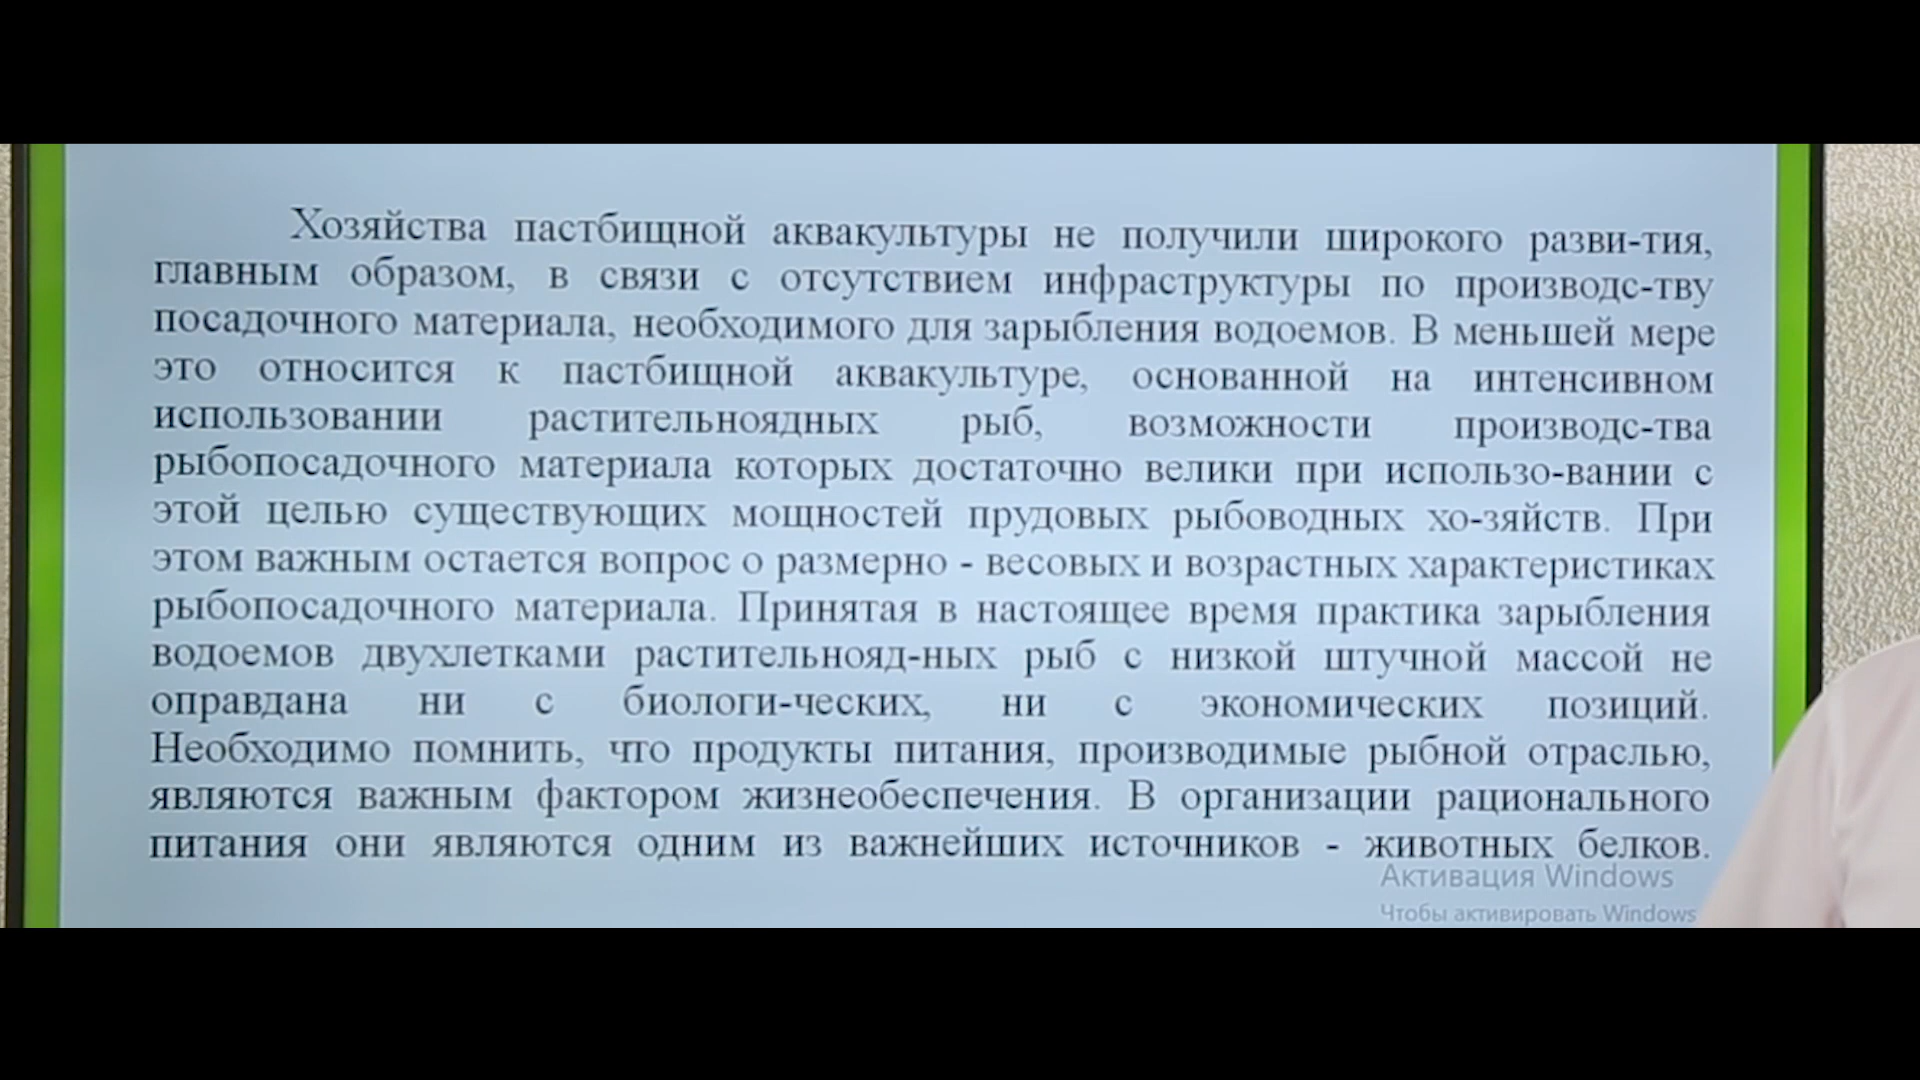 Хозяйства пастбищной аквакультуры не получили широкого разви-тия,
главным образом, в связи с отсутствием инфраструктуры по производс-тву
посадочного материала, необходимого для зарыбления водоемов. В меньшей мере
это относится к пастбищной аквакультуре, основанной на интенсивном
использовании растительноядных рыб, возможности производс-тва
рыбопосадочного материала которых достаточно велики при использо-вании с
этой целью существующих мощностей прудовых рыбоводных хо-зяйств. При
этом важным остается вопрос о размерно - весовых и возрастных характеристиках
рыбопосадочного материала. Принятая в настоящее время практика зарыбления
водоемов двухлетками растительнояд-ных рыб с низкой штучной массой не
оправдана ни с биологи-ческих, ни с экономических позиций.
Необходимо помнить, что продукты питания, производимые рыбной отраслью,
являются важным фактором жизнеобеспечения. В организации рационального
питания они являются одним из важнейших источников - животных белков.
Активация Windows
Чтобы активировать Windows